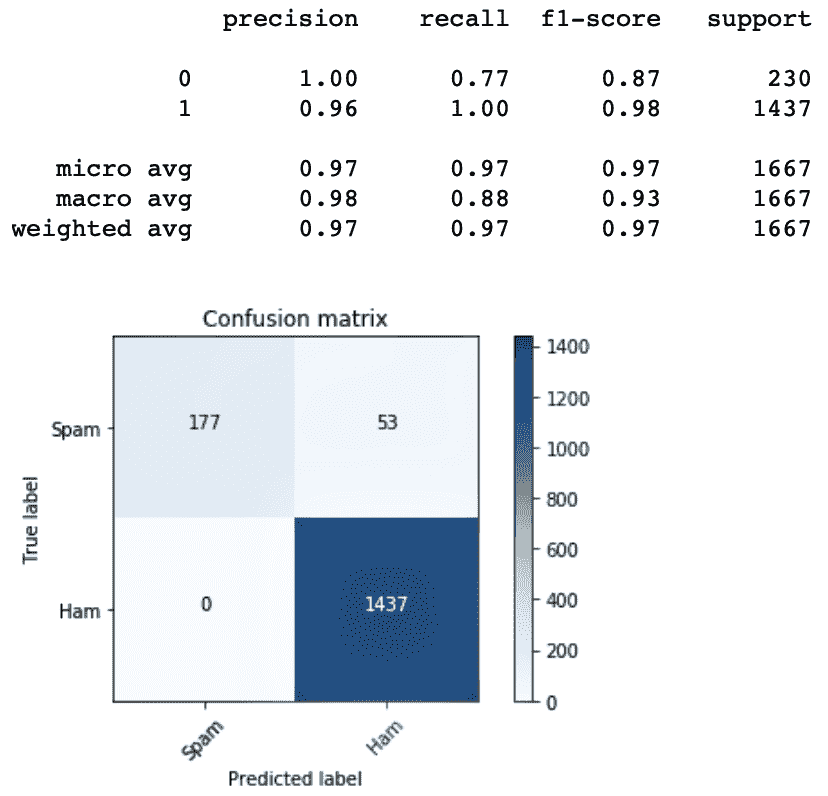 precision recall f1-score support
0 1.00 0.77 0.87 230
1 0.96 1.00 0.98 1437
micro avg 0.97 0.97 0.97 1667
macro avg 0.98 0.88 0.93 1667
weighted avg 0.97 0.97 0.97 1667
Confusion matrix
1400
1200
1000
800
600
400
200
0
True label
Spam 177 53
Ham 0 1437
Spam Ham
Predicted label